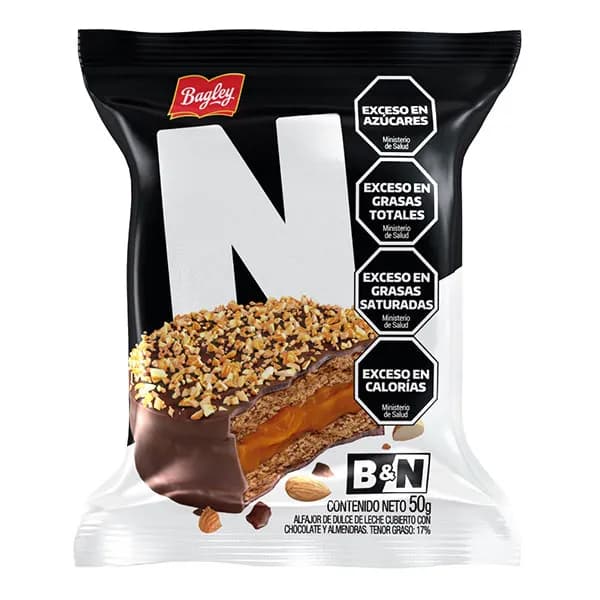 Bagley
N
EXCESO EN
AZÚCARES
Ministerio
de Salud
EXCESO EN
GRASAS
TOTALES
Ministerio
de Salud
EXCESO EN
GRASAS
SATURADAS
Ministerio
de Salud
EXCESO EN
CALORÍAS
Ministerio
de Salud
B&N
CONTENIDO NETO 50g
ALFAJOR DE DULCE DE LECHE CUBIERTO CON
CHOCOLATE Y ALMENDRAS. TENOR GRASO: 17%